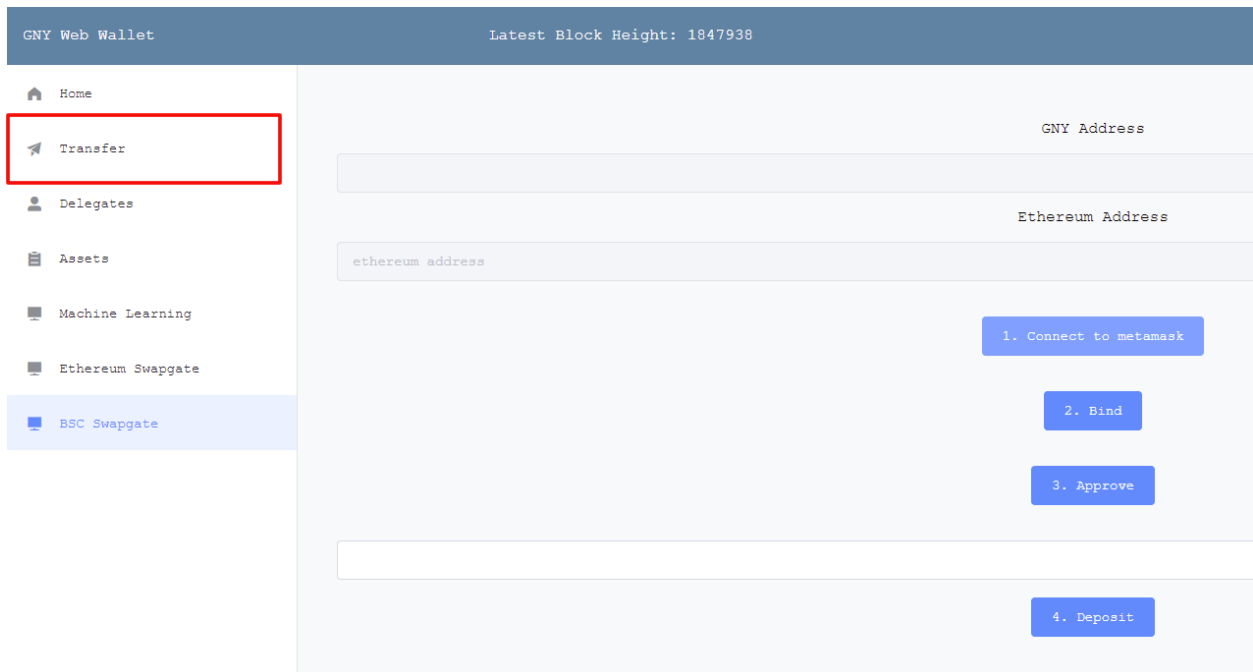 GNY Web Wallet
Latest Block Height: 1847938
Home
Transfer
Delegates
Assets
Machine Learning
Ethereum Swapgate
BSC Swapgate
GNY Address
Ethereum Address
ethereum address
1. Connect to metamask
2. Bind
3. Approve
4. Deposit